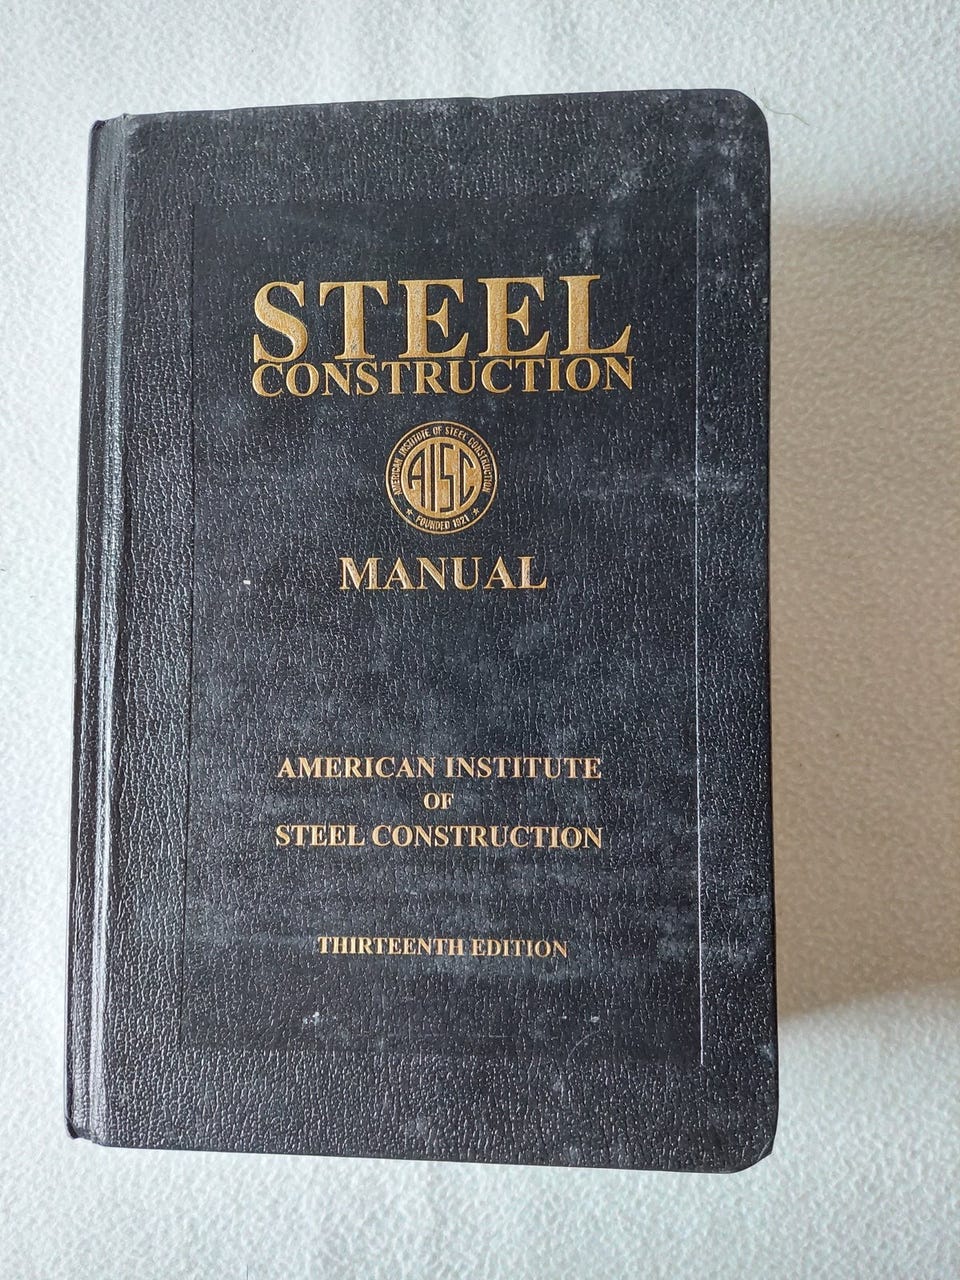 STEEL
CONSTRUCTION
AMERICAN INSTITUTE OF STEEL CONSTRUCTION
AISC
★ FOUNDED 1921 ★
MANUAL
AMERICAN INSTITUTE
OF
STEEL CONSTRUCTION
THIRTEENTH EDITION